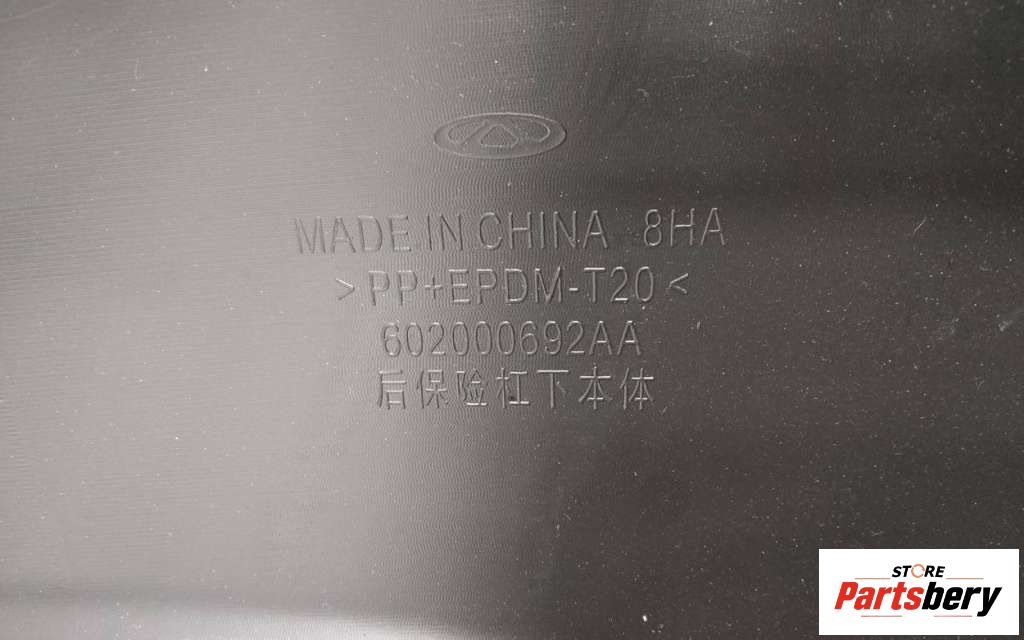 MADE IN CHINA 8HA
>PP+EPDM-T20<
602000692AA
后保险杠下本体
STORE
Partsbery